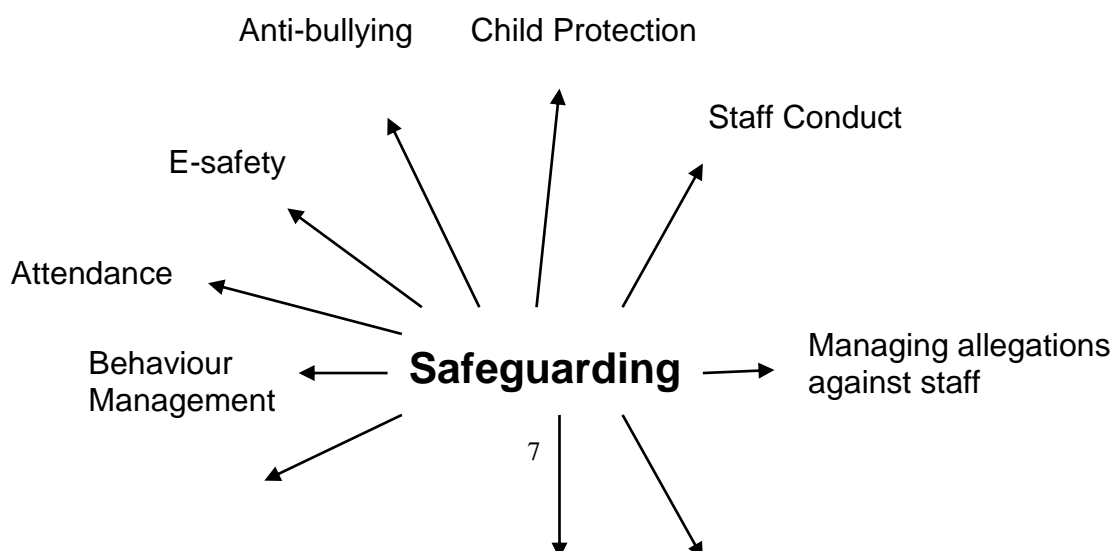 Anti-bullying
Child Protection
Staff Conduct
E-safety
Attendance
Behaviour
Management
Safeguarding
Managing allegations
against staff
7